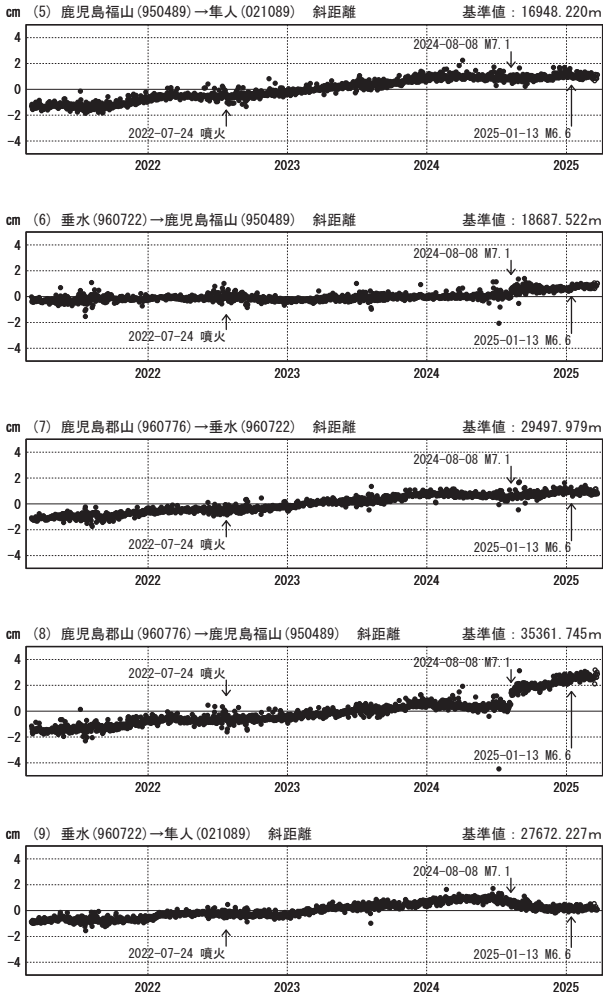 cm (5) 鹿児島福山(950489)→隼人(021089) 斜距離 基準値：16948.220m
4
2
0
-2
-4
2024-08-08 M7.1
2022-07-24 噴火
2025-01-13 M6.6
2022 2023 2024 2025
cm (6) 垂水(960722)→鹿児島福山(950489) 斜距離 基準値：18687.522m
4
2
0
-2
-4
2024-08-08 M7.1
2022-07-24 噴火
2025-01-13 M6.6
2022 2023 2024 2025
cm (7) 鹿児島郡山(960776)→垂水(960722) 斜距離 基準値：29497.979m
4
2
0
-2
-4
2024-08-08 M7.1
2022-07-24 噴火
2025-01-13 M6.6
2022 2023 2024 2025
cm (8) 鹿児島郡山(960776)→鹿児島福山(950489) 斜距離 基準値：35361.745m
4
2
0
-2
-4
2022-07-24 噴火
2024-08-08 M7.1
2025-01-13 M6.6
2022 2023 2024 2025
cm (9) 垂水(960722)→隼人(021089) 斜距離 基準値：27672.227m
4
2
0
-2
-4
2024-08-08 M7.1
2022-07-24 噴火
2025-01-13 M6.6
2022 2023 2024 2025